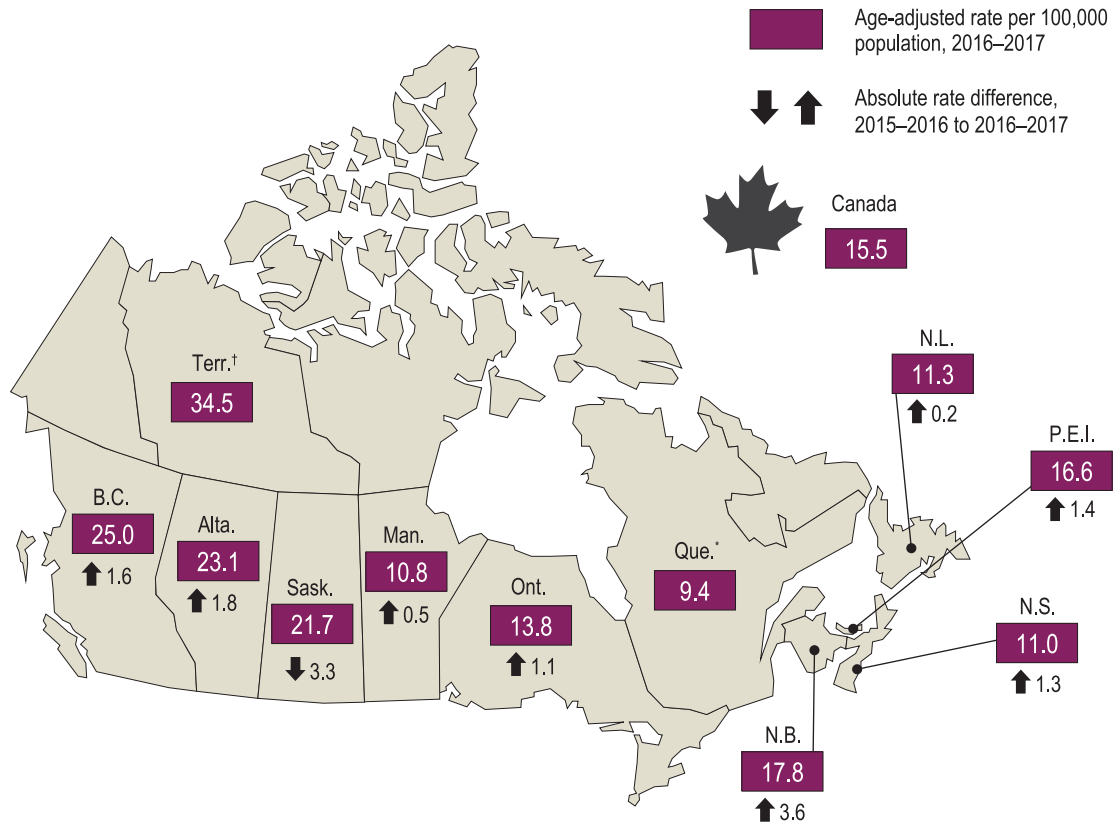 Age-adjusted rate per 100,000
population, 2016–2017
Absolute rate difference,
2015–2016 to 2016–2017
Canada
15.5
Terr.†
34.5
B.C.
25.0
1.6
Alta.
23.1
1.8
Sask.
21.7
3.3
Man.
10.8
0.5
Ont.
13.8
1.1
Que.*
9.4
N.L.
11.3
0.2
P.E.I.
16.6
1.4
N.S.
11.0
1.3
N.B.
17.8
3.6